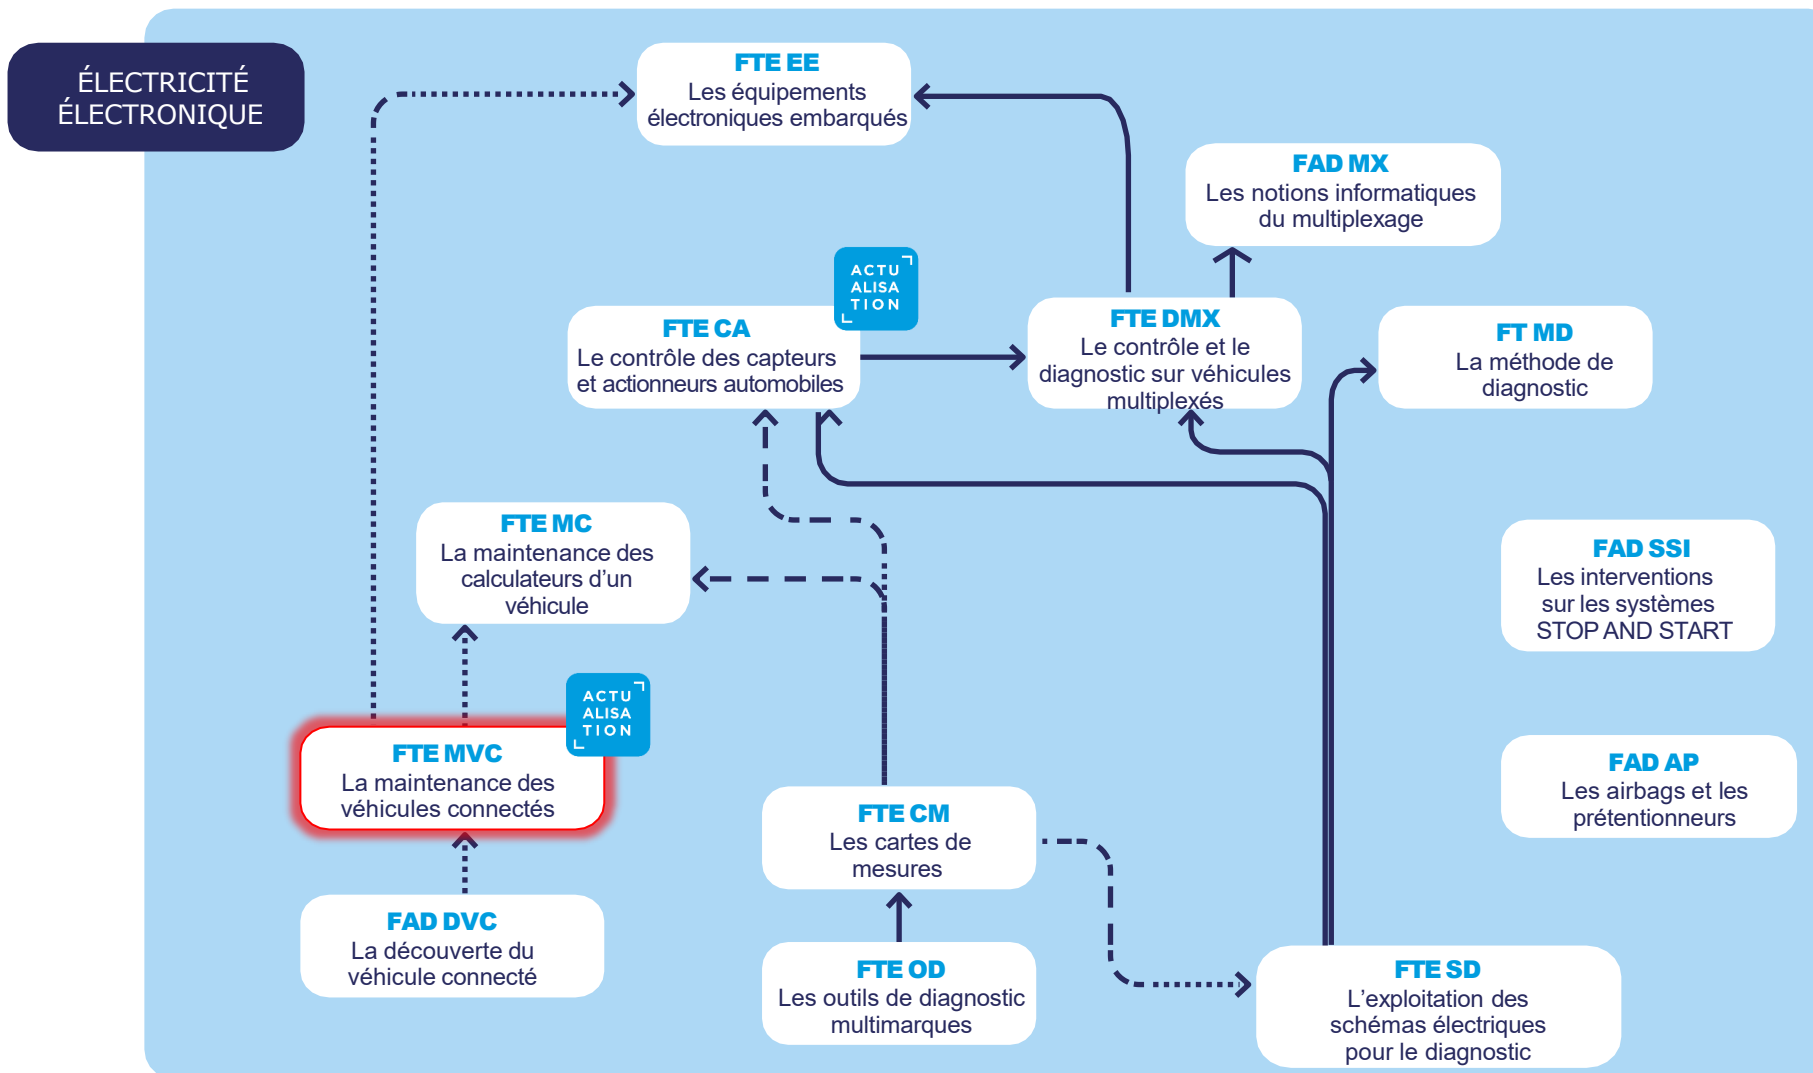 ÉLECTRICITÉ
ÉLECTRONIQUE
FTE EE
Les équipements
électroniques embarqués
FAD MX
Les notions informatiques
du multiplexage
ACTU
ALISA
TION
FTE CA
Le contrôle des capteurs
et actionneurs automobiles
FTE DMX
Le contrôle et le
diagnostic sur véhicules
multiplexés
FT MD
La méthode de
diagnostic
FTE MC
La maintenance des
calculateurs d’un
véhicule
FAD SSI
Les interventions
sur les systèmes
STOP AND START
ACTU
ALISA
TION
FTE MVC
La maintenance des
véhicules connectés
FAD AP
Les airbags et les
prétentionneurs
FTE CM
Les cartes de
mesures
FAD DVC
La découverte du
véhicule connecté
FTE OD
Les outils de diagnostic
multimarques
FTE SD
L’exploitation des
schémas électriques
pour le diagnostic